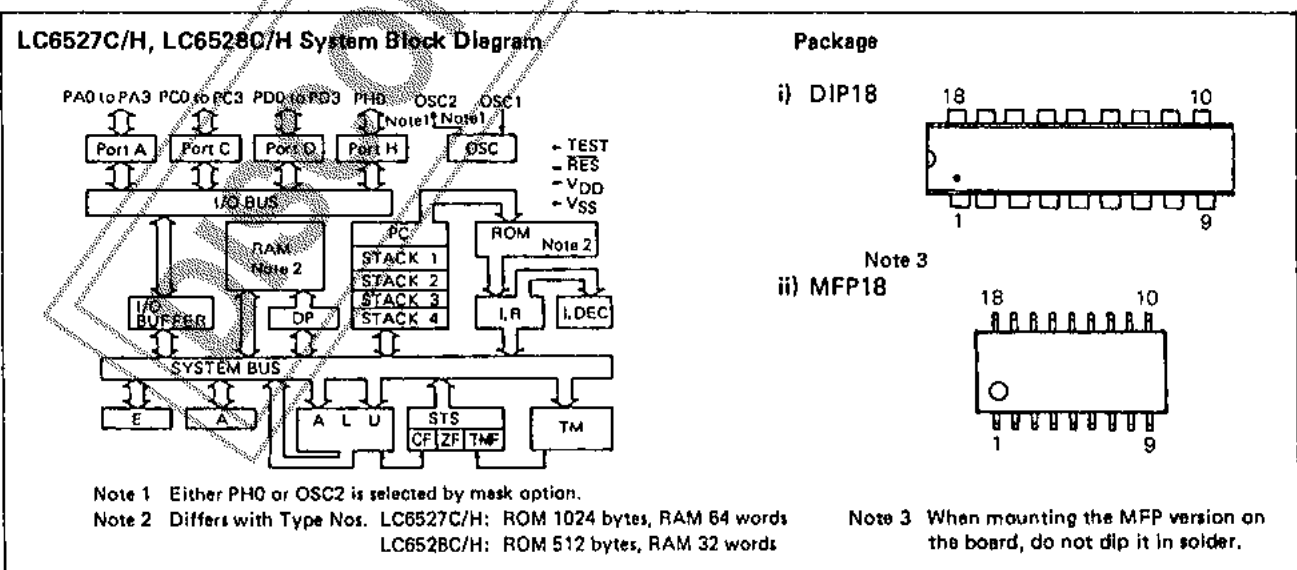 LC6527C/H, LC6528C/H System Block Diagram
Package
PA0 to PA3 PC0 to PC3 PD0 to PD3 PH0 OSC2 OSC1
Note1 Note1
Port A Port C Port D Port H OSC
TEST
RES
VDD
VSS
I/O BUS
RAM
Note 2
PC
STACK 1
STACK 2
STACK 3
STACK 4
ROM
Note 2
I/O
BUFFER
DP
I.R
I.DEC
SYSTEM BUS
E
A
A L U
STS
CF ZF TMF
TM
i) DIP18
18 10
1 9
Note 3
ii) MFP18
18 10
1 9
Note 1 Either PH0 or OSC2 is selected by mask option.
Note 2 Differs with Type Nos. LC6527C/H: ROM 1024 bytes, RAM 64 words
LC6528C/H: ROM 512 bytes, RAM 32 words
Note 3 When mounting the MFP version on
the board, do not dip it in solder.